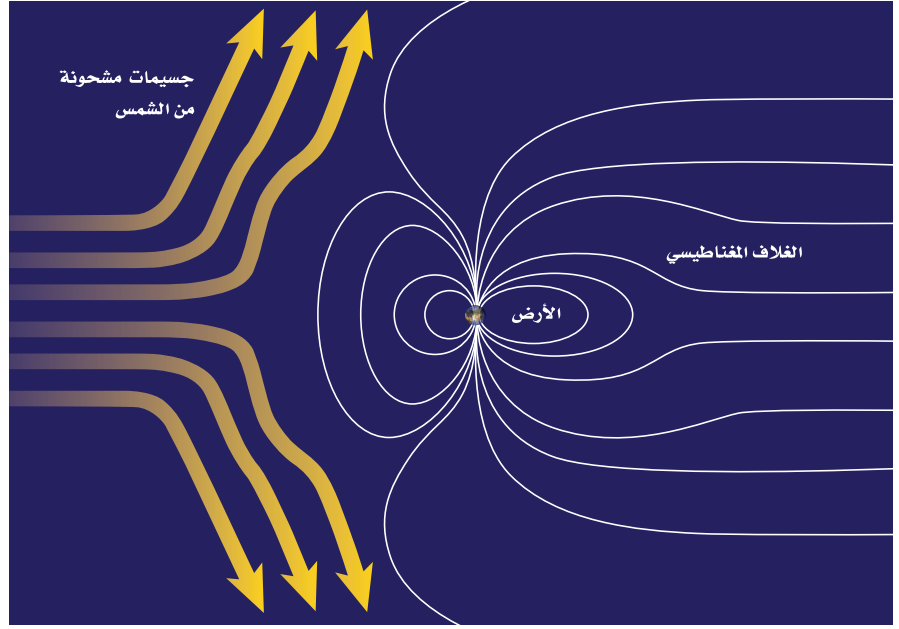 جسيمات مشحونة
من الشمس
الغلاف المغناطيسي
الأرض